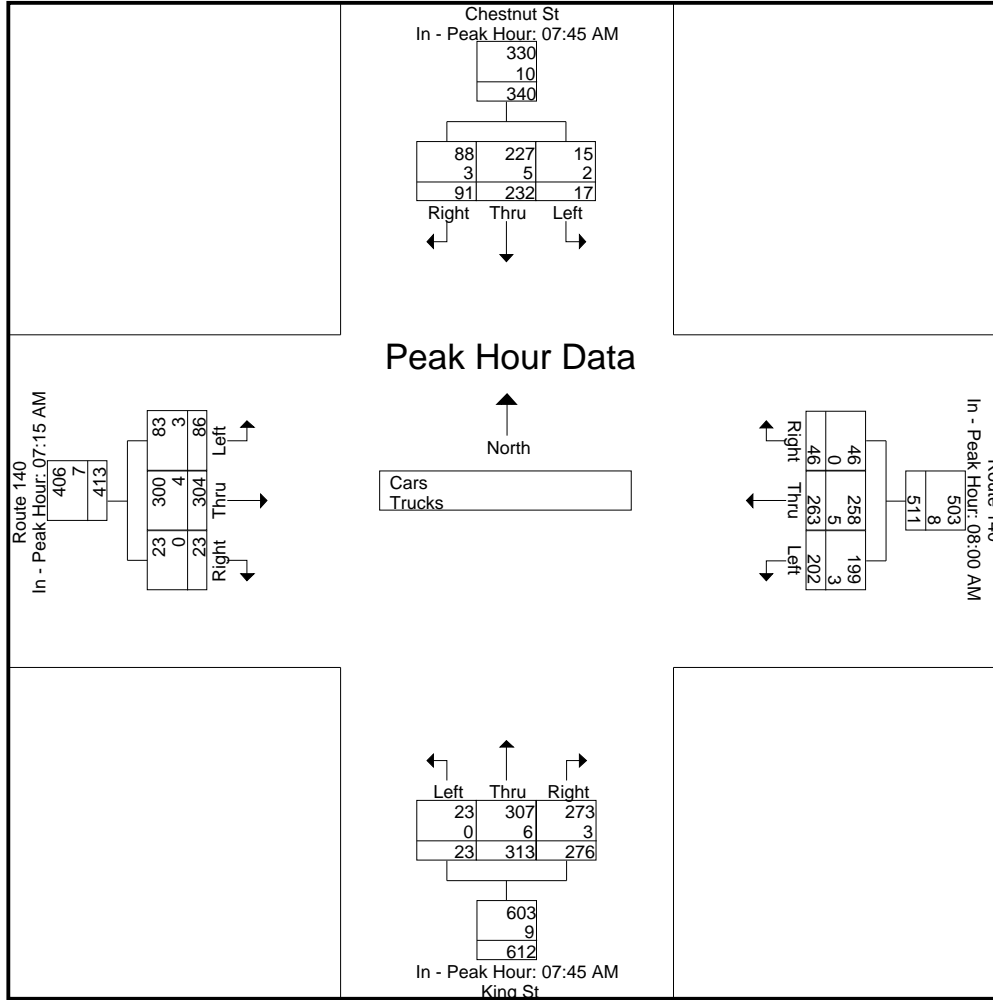 Chestnut St
In - Peak Hour: 07:45 AM
330
10
340
88 227 15
3 5 2
91 232 17
Right Thru Left
Peak Hour Data
North
Cars
Trucks
Route 140
In - Peak Hour: 07:15 AM
406
7
413
83 3 86 Left
300 4 304 Thru
23 0 23 Right
Route 140
In - Peak Hour: 08:00 AM
503
8
511
Right 46 0 46
Thru 263 5 258
Left 202 3 199
Left Thru Right
23 307 273
0 6 3
23 313 276
603
9
612
In - Peak Hour: 07:45 AM
King St